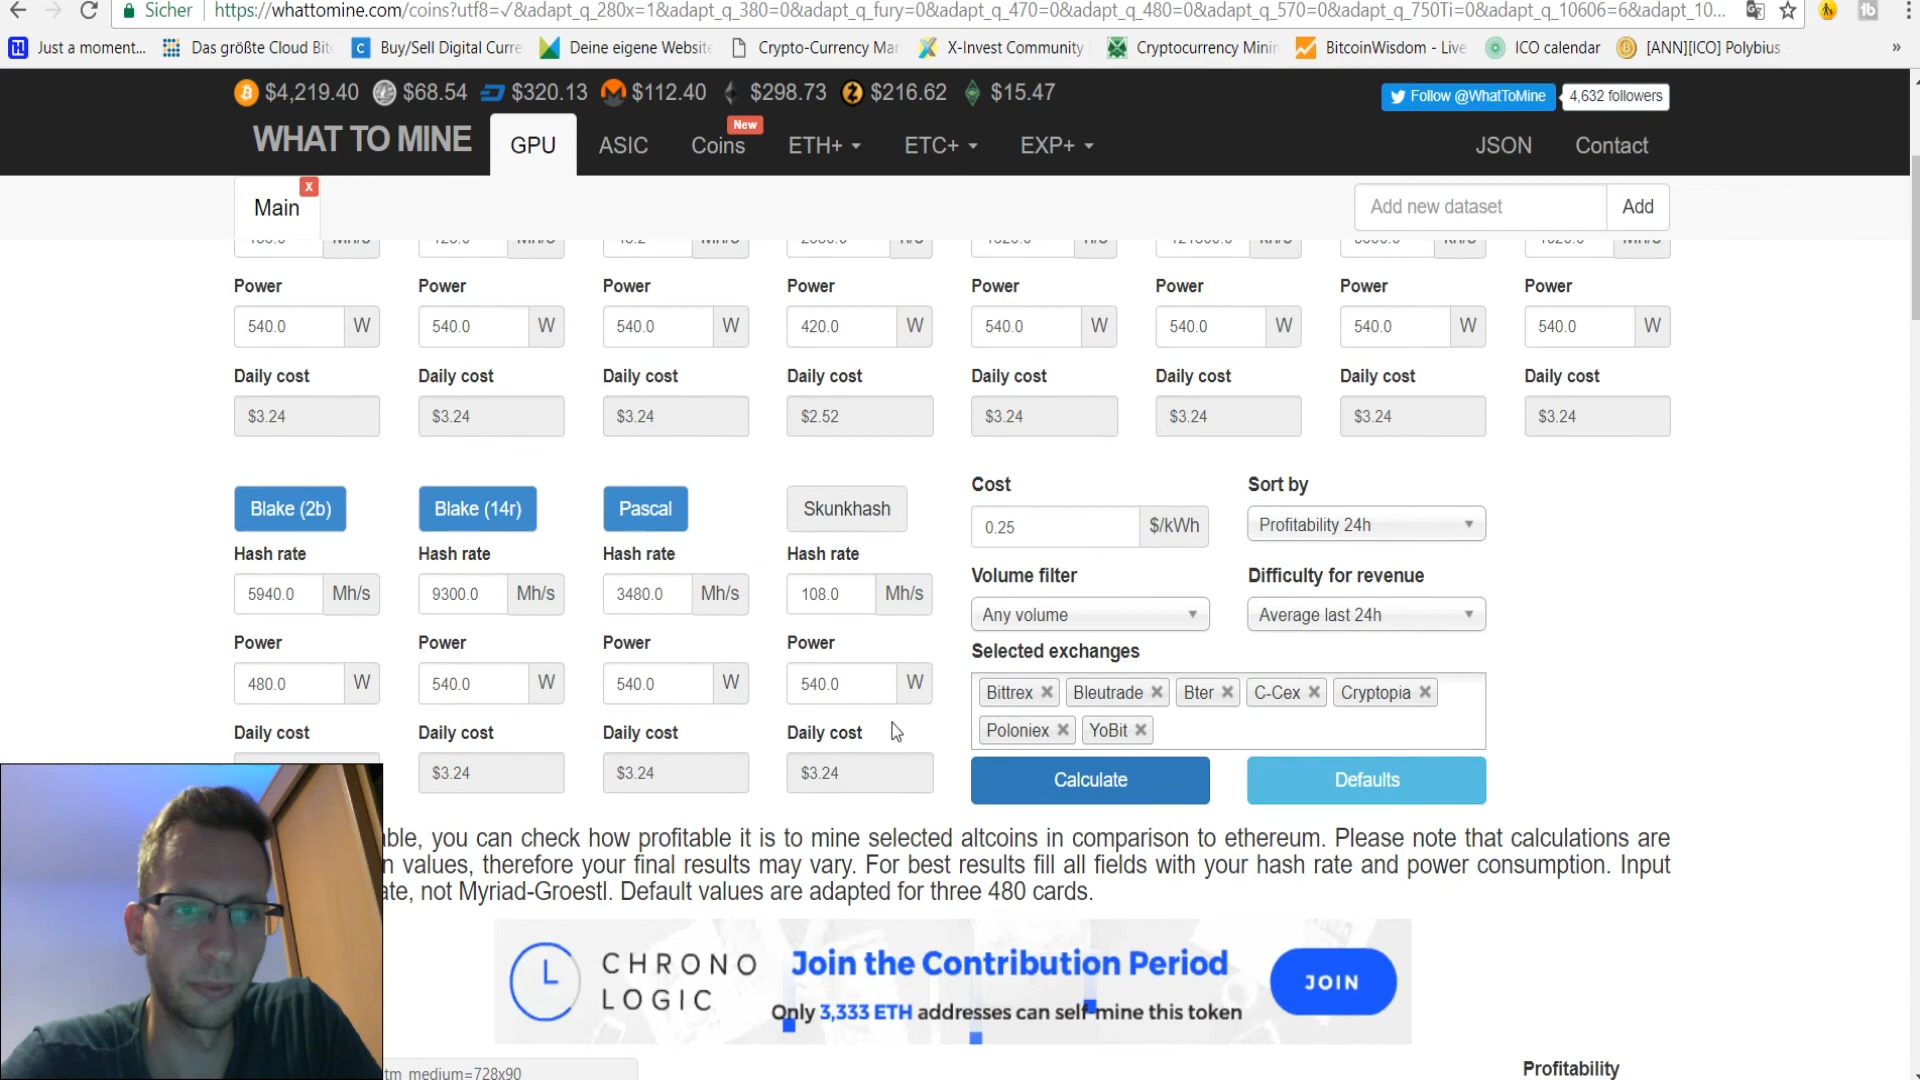 Sicher https://whattomine.com/coins?utf8=✓&adapt_q_280x=1&adapt_q_380=0&adapt_q_fury=0&adapt_q_470=0&adapt_q_480=0&adapt_q_570=0&adapt_q_750Ti=0&adapt_q_10606=6&adapt_10...
Just a moment... Das größte Cloud Bit Buy/Sell Digital Curre Deine eigene Website Crypto-Currency Mar X-Invest Community Cryptocurrency Minin BitcoinWisdom - Live ICO calendar [ANN][ICO] Polybius »
$4,219.40 $68.54 $320.13 $112.40 $298.73 $216.62 $15.47 Follow @WhatToMine 4,632 followers
New
WHAT TO MINE GPU ASIC Coins ETH+ ETC+ EXP+ JSON Contact
Main X Add new dataset Add
Power Power Power Power Power Power Power Power
540.0 W 540.0 W 540.0 W 420.0 W 540.0 W 540.0 W 540.0 W 540.0 W
Daily cost Daily cost Daily cost Daily cost Daily cost Daily cost Daily cost Daily cost
$3.24 $3.24 $3.24 $2.52 $3.24 $3.24 $3.24 $3.24
Blake (2b) Blake (14r) Pascal Skunkhash
Hash rate Hash rate Hash rate Hash rate
5940.0 Mh/s 9300.0 Mh/s 3480.0 Mh/s 108.0 Mh/s
Power Power Power Power
480.0 W 540.0 W 540.0 W 540.0 W
Daily cost Daily cost Daily cost Daily cost
$3.24 $3.24 $3.24
Cost Sort by
0.25 $/kWh Profitability 24h
Volume filter Difficulty for revenue
Any volume Average last 24h
Selected exchanges
Bittrex × Bleutrade × Bter × C-Cex × Cryptopia ×
Poloniex × YoBit ×
Calculate Defaults
you can check how profitable it is to mine selected altcoins in comparison to ethereum. Please note that calculations are
values, therefore your final results may vary. For best results fill all fields with your hash rate and power consumption. Input
not Myriad-Groestl. Default values are adapted for three 480 cards.
CHRONO
LOGIC
Join the Contribution Period
Only 3,333 ETH addresses can self-mine this token
JOIN
tm_medium=728x90
Profitability